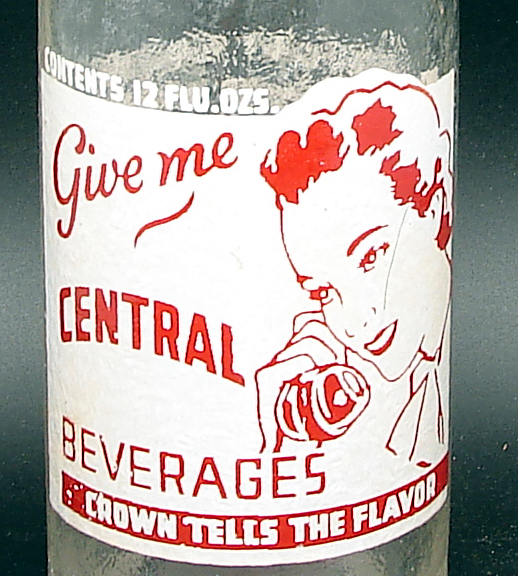 CONTENTS 12 FLU.OZS.
Give me
CENTRAL
BEVERAGES
CROWN TELLS THE FLAVOR